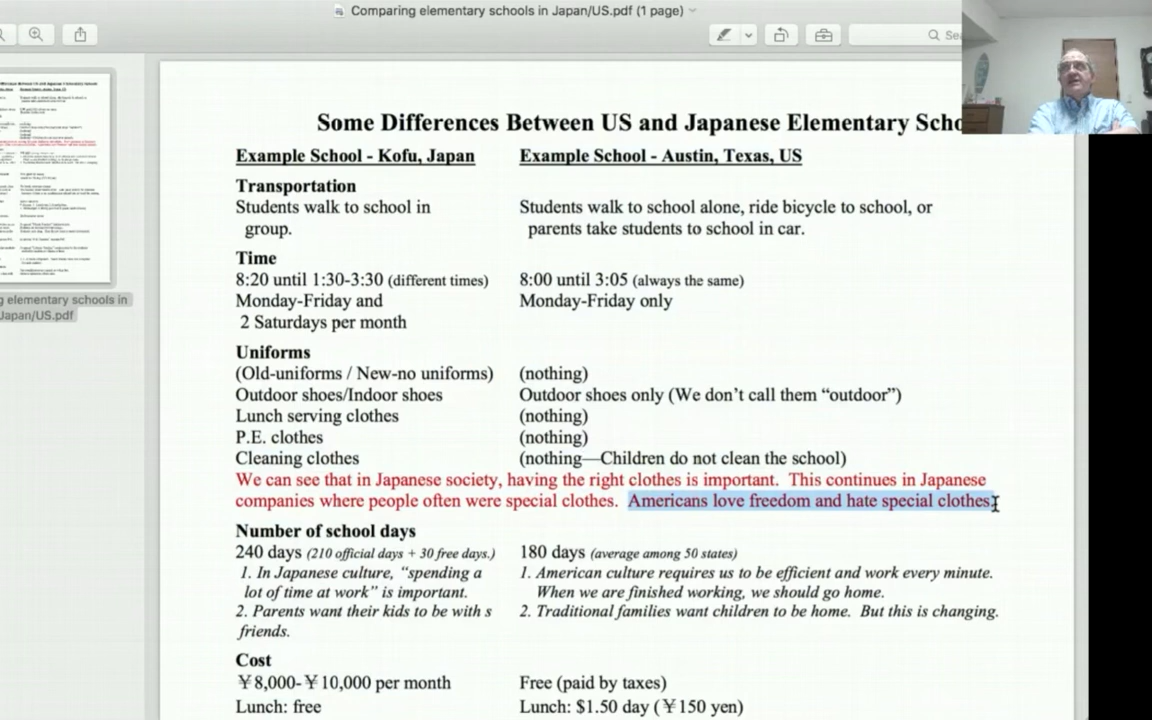 Comparing elementary schools in Japan/US.pdf (1 page)
Some Differences Between US and Japanese Elementary Scho
Example School - Kofu, Japan Example School - Austin, Texas, US
Transportation
Students walk to school in Students walk to school alone, ride bicycle to school, or
group. parents take students to school in car.
Time
8:20 until 1:30-3:30 (different times) 8:00 until 3:05 (always the same)
Monday-Friday and Monday-Friday only
2 Saturdays per month
Uniforms
(Old-uniforms / New-no uniforms) (nothing)
Outdoor shoes/Indoor shoes Outdoor shoes only (We don't call them “outdoor”)
Lunch serving clothes (nothing)
P.E. clothes (nothing)
Cleaning clothes (nothing—Children do not clean the school)
We can see that in Japanese society, having the right clothes is important. This continues in Japanese
companies where people often were special clothes. Americans love freedom and hate special clothes.
Number of school days
240 days (210 official days + 30 free days.) 180 days (average among 50 states)
1. In Japanese culture, “spending a 1. American culture requires us to be efficient and work every minute.
lot of time at work” is important. When we are finished working, we should go home.
2. Parents want their kids to be with s 2. Traditional families want children to be home. But this is changing.
friends.
Cost
¥8,000-¥10,000 per month Free (paid by taxes)
Lunch: free Lunch: $1.50 day (¥150 yen)
g elementary schools in
Japan/US.pdf